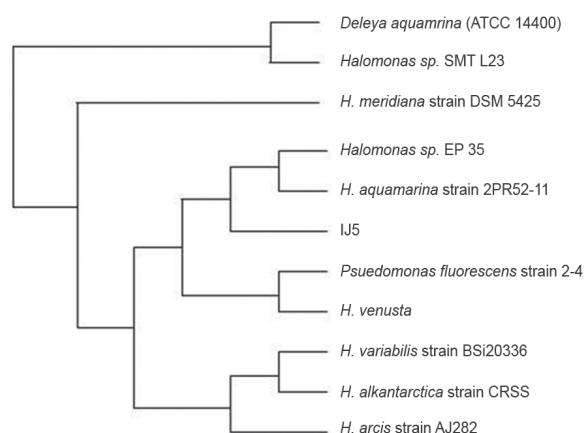 Deleya aquamrina (ATCC 14400)
Halomonas sp. SMT L23
H. meridiana strain DSM 5425
Halomonas sp. EP 35
H. aquamarina strain 2PR52-11
IJ5
Psuedomonas fluorescens strain 2-4
H. venusta
H. variabilis strain BSi20336
H. alkantarctica strain CRSS
H. arcis strain AJ282